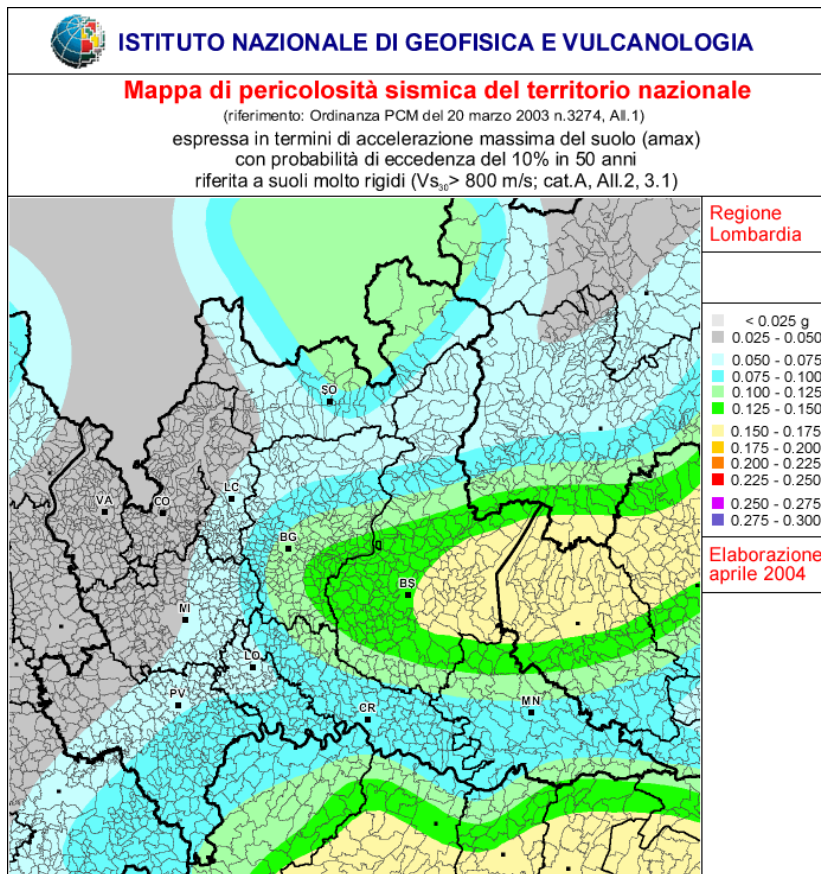 ISTITUTO NAZIONALE DI GEOFISICA E VULCANOLOGIA
Mappa di pericolosità sismica del territorio nazionale
(riferimento: Ordinanza PCM del 20 marzo 2003 n.3274, All.1)
espressa in termini di accelerazione massima del suolo (amax)
con probabilità di eccedenza del 10% in 50 anni
riferita a suoli molto rigidi (Vs₃₀> 800 m/s; cat.A, All.2, 3.1)
Regione
Lombardia
< 0.025 g
0.025 - 0.050
0.050 - 0.075
0.075 - 0.100
0.100 - 0.125
0.125 - 0.150
0.150 - 0.175
0.175 - 0.200
0.200 - 0.225
0.225 - 0.250
0.250 - 0.275
0.275 - 0.300
Elaborazione
aprile 2004
SO
LC
VA
CO
BG
BS
MI
LO
PV
CR
MN